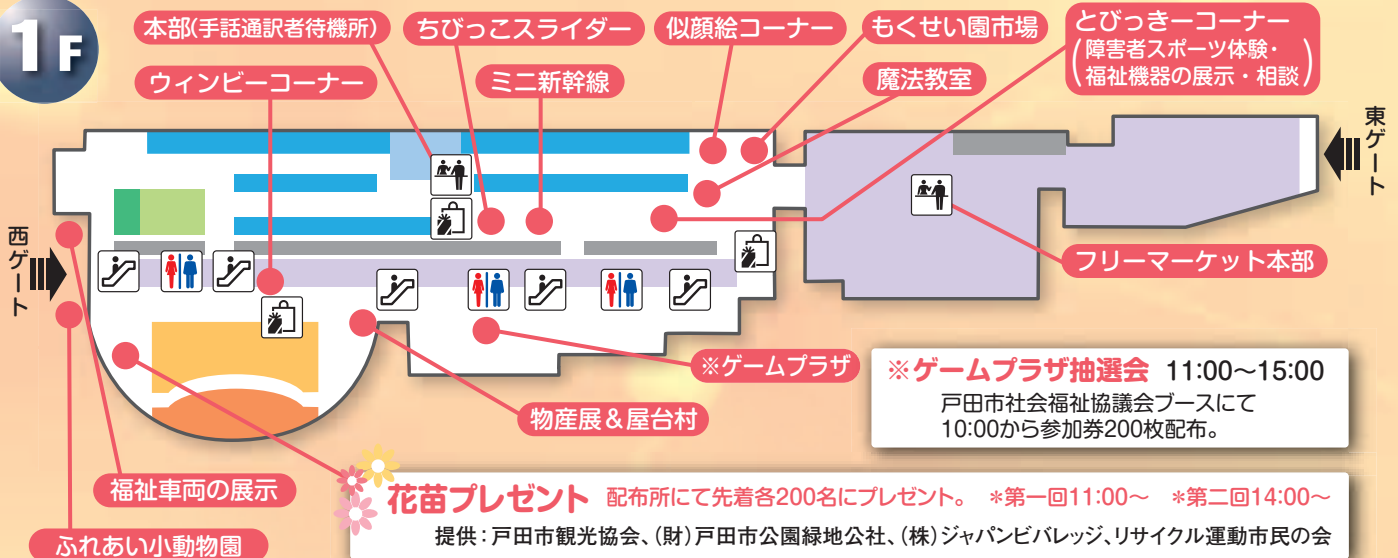 1F
本部(手話通訳者待機所)
ちびっこスライダー
似顔絵コーナー
もくせい園市場
とびっきーコーナー
(障害者スポーツ体験・
福祉機器の展示・相談)
ウィンビーコーナー
ミニ新幹線
魔法教室
東ゲート
西ゲート
フリーマーケット本部
※ゲームプラザ
物産展&屋台村
※ゲームプラザ抽選会 11:00〜15:00
戸田市社会福祉協議会ブースにて
10:00から参加券200枚配布。
福祉車両の展示
ふれあい小動物園
花苗プレゼント 配布所にて先着各200名にプレゼント。 *第一回11:00〜 *第二回14:00〜
提供:戸田市観光協会、(財)戸田市公園緑地公社、(株)ジャパンビバレッジ、リサイクル運動市民の会